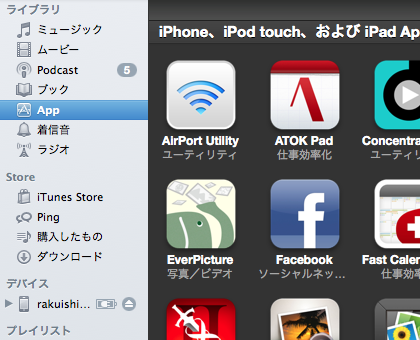 ライブラリ
ミュージック
ムービー
Podcast 5
ブック
App
着信音
ラジオ
Store
iTunes Store
Ping
購入したもの
ダウンロード
デバイス
rakuishi...
プレイリスト
iPhone、iPod touch、および iPad Ap
AirPort Utility
ユーティリティ
ATOK Pad
仕事効率化
Concentra
ユーティリ
EverPicture
写真／ビデオ
Facebook
ソーシャルネッ...
Fast Calen
仕事効率